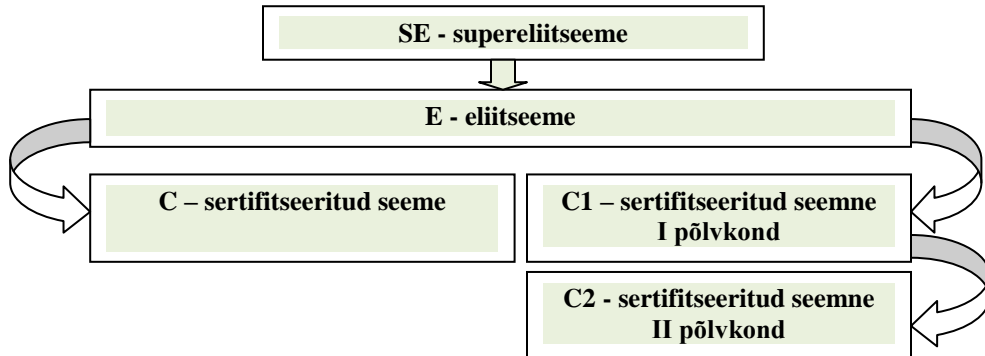 SE - supereliitseeme
E - eliitseeme
C – sertifitseeritud seeme
C1 – sertifitseeritud seemne
I põlvkond
C2 - sertifitseeritud seemne
II põlvkond